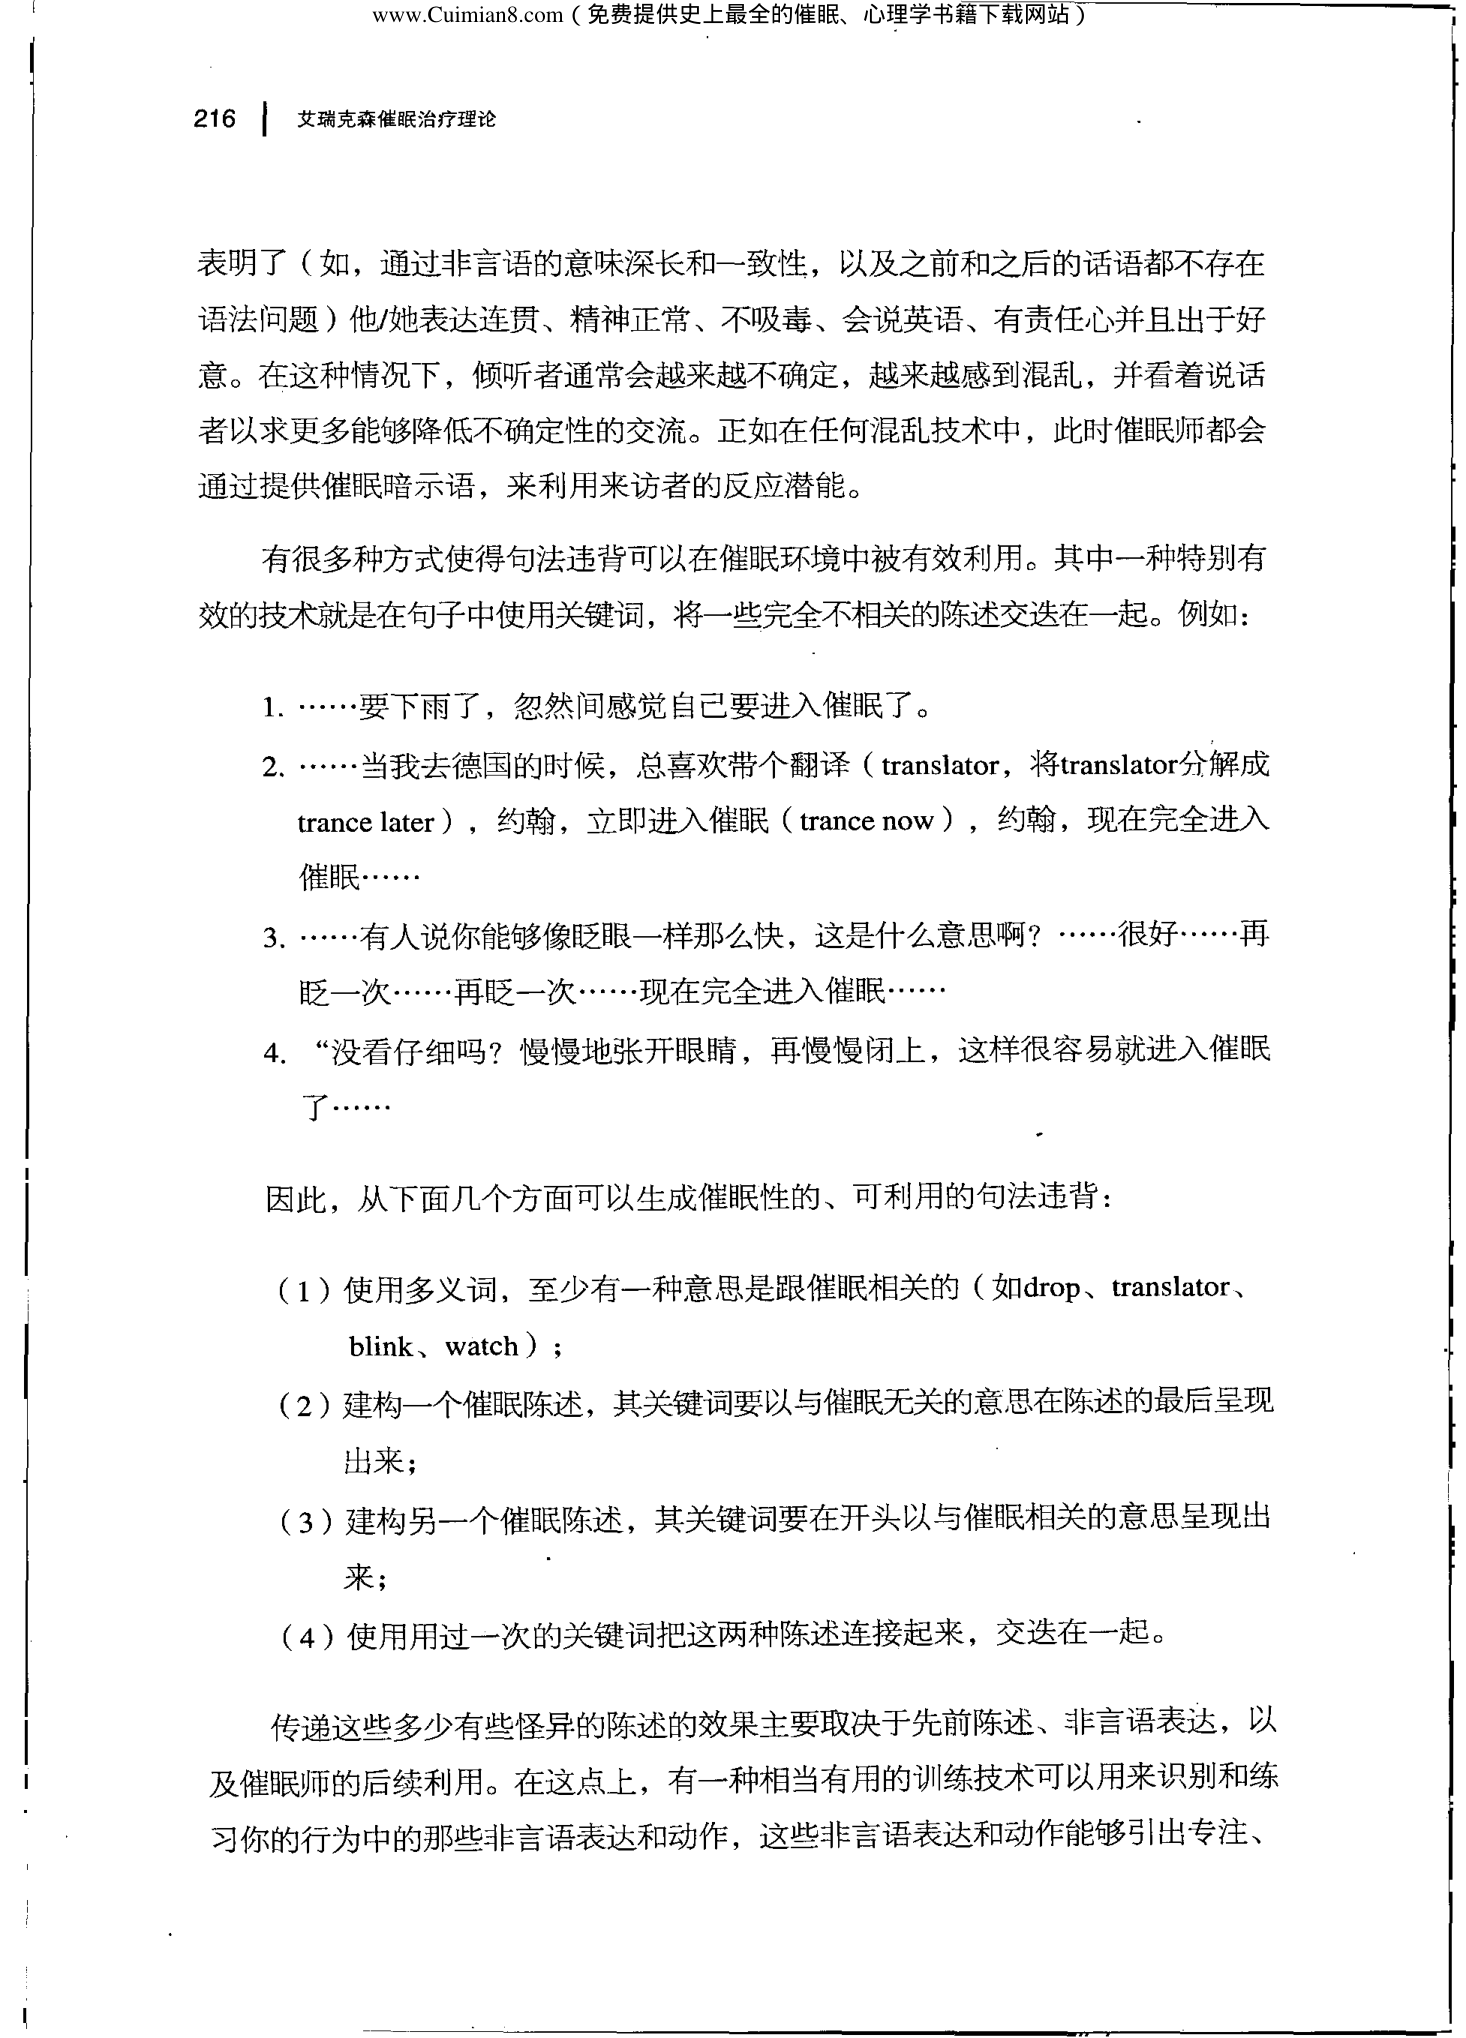 www.Cuimian8.com（免费提供史上最全的催眠、心理学书籍下载网站）
216 | 艾瑞克森催眠治疗理论
表明了（如，通过非言语的意味深长和一致性，以及之前和之后的话语都不存在
语法问题）他/她表达连贯、精神正常、不吸毒、会说英语、有责任心并且出于好
意。在这种情况下，倾听者通常会越来越不确定，越来越感到混乱，并看着说话
者以求更多能够降低不确定性的交流。正如在任何混乱技术中，此时催眠师都会
通过提供催眠暗示语，来利用来访者的反应潜能。
有很多种方式使得句法违背可以在催眠环境中被有效利用。其中一种特别有
效的技术就是在句子中使用关键词，将一些完全不相关的陈述交迭在一起。例如：
1. ……要下雨了，忽然间感觉自己要进入催眠了。
2. ……当我去德国的时候，总喜欢带个翻译（translator，将translator分解成
trance later），约翰，立即进入催眠（trance now），约翰，现在完全进入
催眠……
3. ……有人说你能够像眨眼一样那么快，这是什么意思啊？……很好……再
眨一次……再眨一次……现在完全进入催眠……
4. “没看仔细吗？慢慢地张开眼睛，再慢慢闭上，这样很容易就进入催眠
了……
因此，从下面几个方面可以生成催眠性的、可利用的句法违背：
（1）使用多义词，至少有一种意思是跟催眠相关的（如drop、translator、
blink、watch）；
（2）建构一个催眠陈述，其关键词要以与催眠无关的意思在陈述的最后呈现
出来；
（3）建构另一个催眠陈述，其关键词要在开头以与催眠相关的意思呈现出
来；
（4）使用用过一次的关键词把这两种陈述连接起来，交迭在一起。
传递这些多少有些怪异的陈述的效果主要取决于先前陈述、非言语表达，以
及催眠师的后续利用。在这点上，有一种相当有用的训练技术可以用来识别和练
习你的行为中的那些非言语表达和动作，这些非言语表达和动作能够引出专注、